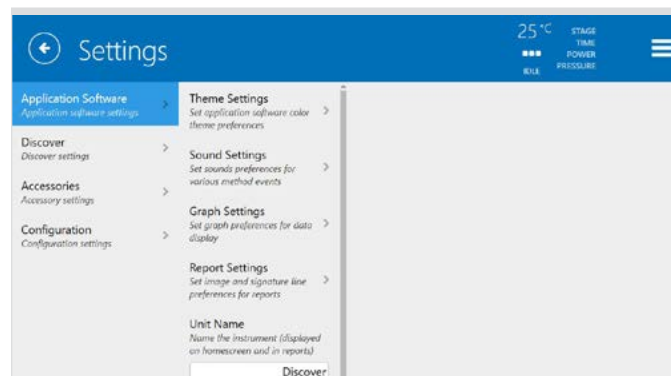 Settings
25 °C
IDLE
STAGE
TIME
POWER
PRESSURE
Application Software
Application software settings
Discover
Discover settings
Accessories
Accessory settings
Configuration
Configuration settings
Theme Settings
Set application software color
theme preferences
Sound Settings
Set sounds preferences for
various method events
Graph Settings
Set graph preferences for data
display
Report Settings
Set image and signature line
preferences for reports
Unit Name
Name the instrument (displayed
on homescreen and in reports)
Discover